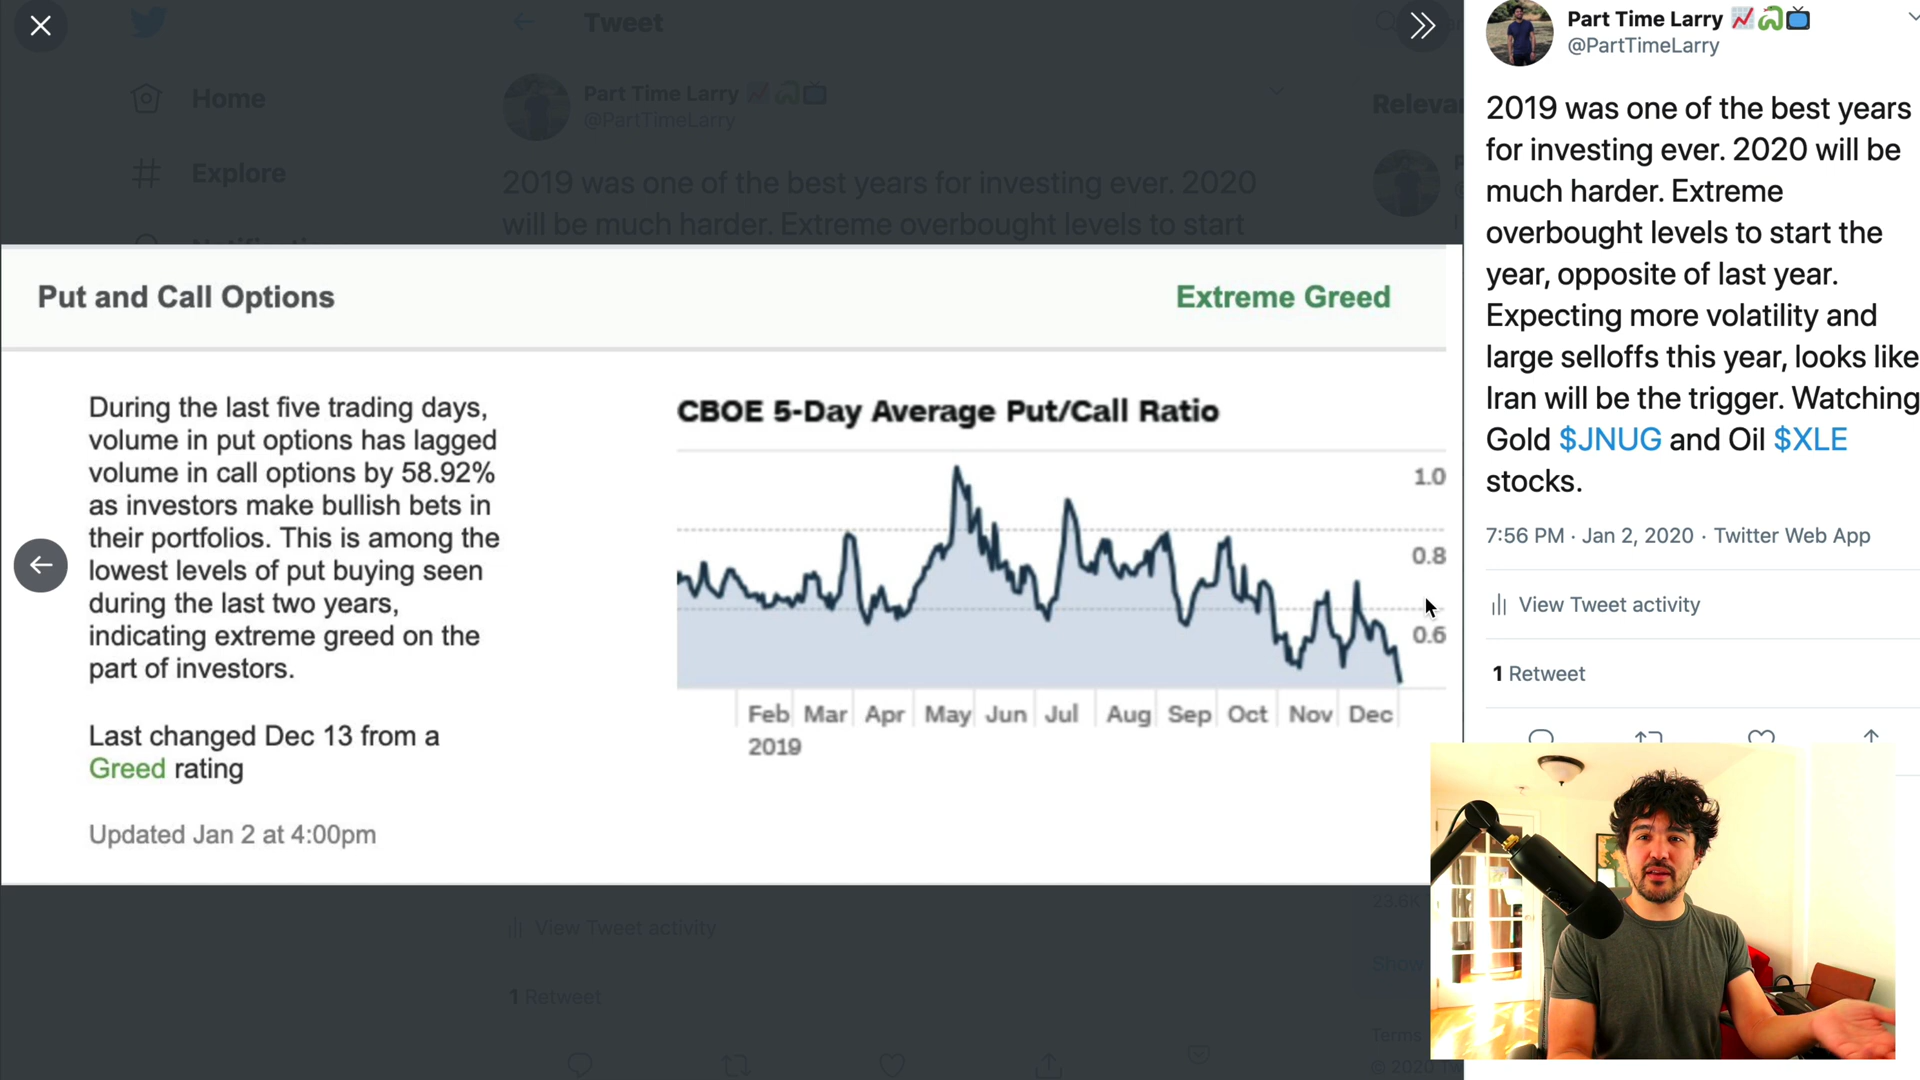 Tweet
Home
Explore
Part Time Larry
@PartTimeLarry
2019 was one of the best years for investing ever. 2020
will be much harder. Extreme overbought levels to start
Put and Call Options
Extreme Greed
During the last five trading days,
volume in put options has lagged
volume in call options by 58.92%
as investors make bullish bets in
their portfolios. This is among the
lowest levels of put buying seen
during the last two years,
indicating extreme greed on the
part of investors.
Last changed Dec 13 from a
Greed rating
Updated Jan 2 at 4:00pm
CBOE 5-Day Average Put/Call Ratio
1.0
0.8
0.6
Feb Mar Apr May Jun Jul Aug Sep Oct Nov Dec
2019
View Tweet activity
1 Retweet
Show
Terms
© 2020
Part Time Larry
@PartTimeLarry
2019 was one of the best years
for investing ever. 2020 will be
much harder. Extreme
overbought levels to start the
year, opposite of last year.
Expecting more volatility and
large selloffs this year, looks like
Iran will be the trigger. Watching
Gold $JNUG and Oil $XLE
stocks.
7:56 PM · Jan 2, 2020 · Twitter Web App
View Tweet activity
1 Retweet